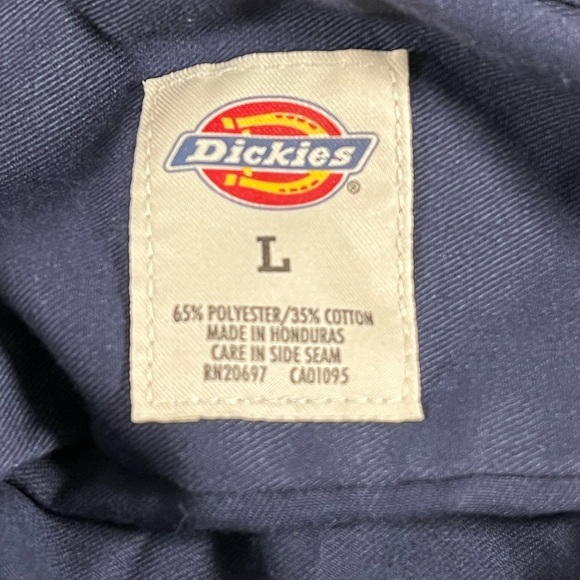 Dickies
®
L
65% POLYESTER/35% COTTON
MADE IN HONDURAS
CARE IN SIDE SEAM
RN20697 CA01095